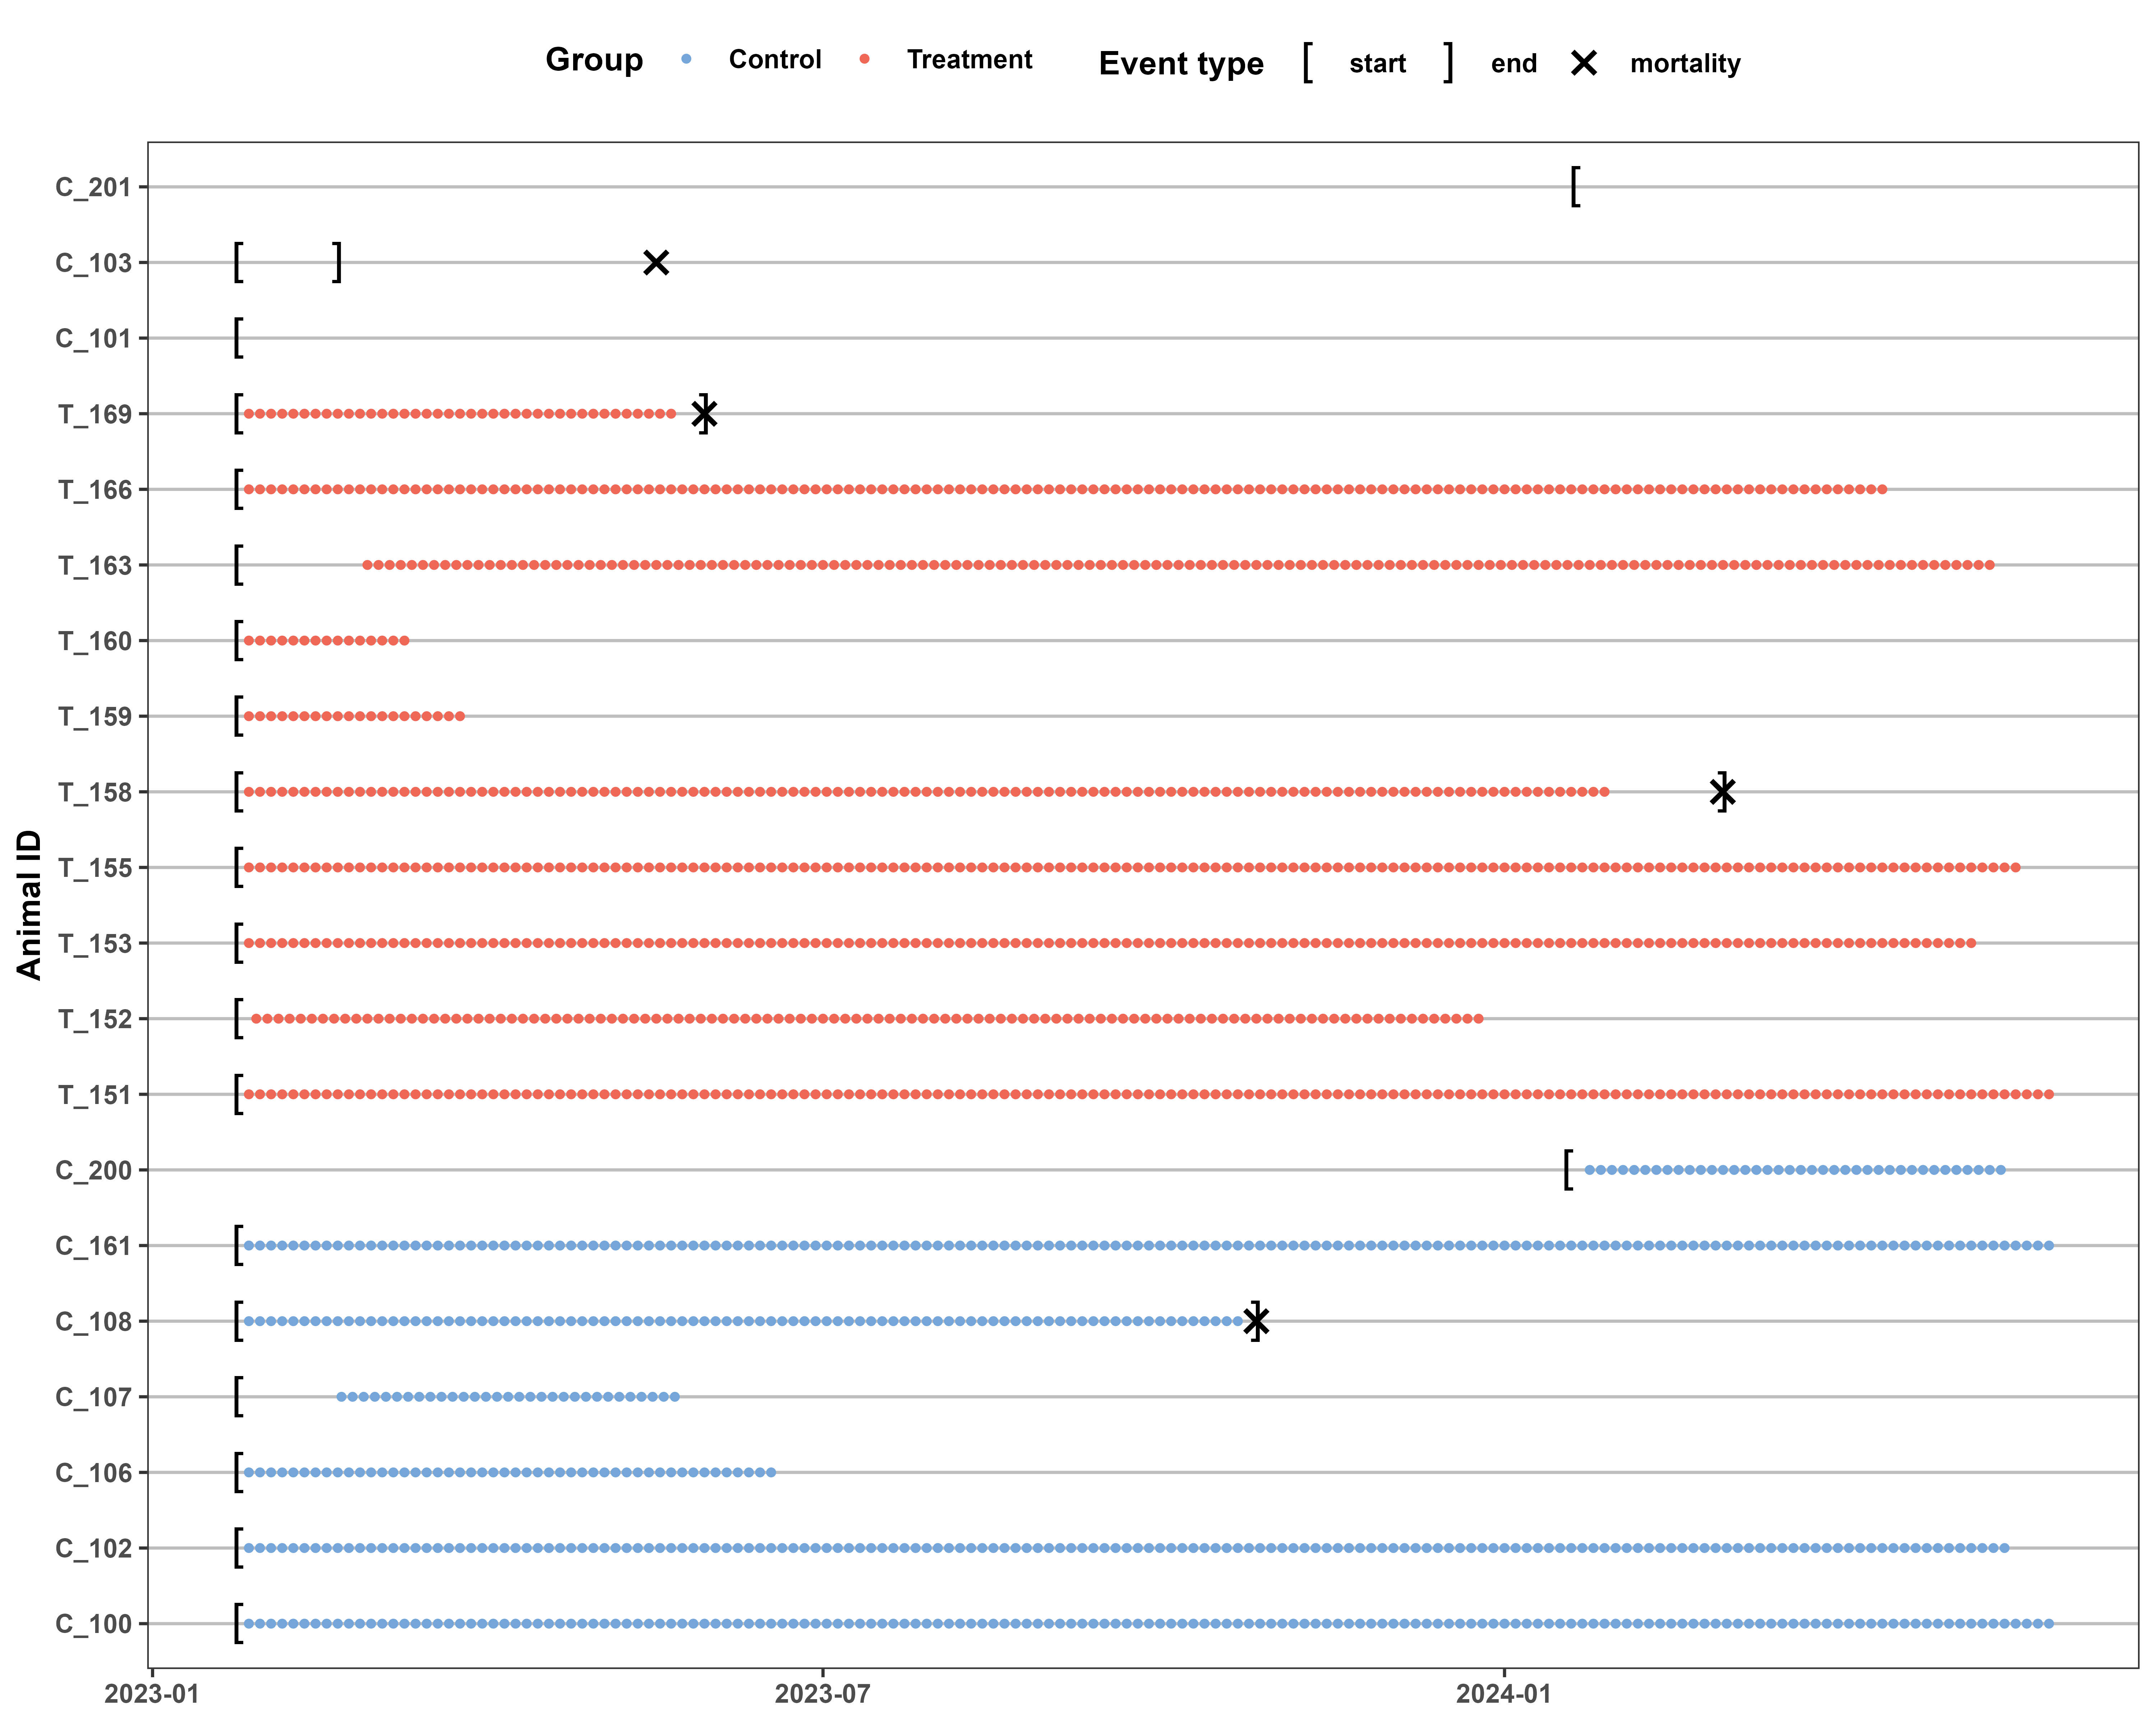 Group Control Treatment Event type [ start ] end × mortality
C_201
C_103
C_101
T_169
T_166
T_163
T_160
T_159
T_158
T_155
T_153
T_152
T_151
C_200
C_161
C_108
C_107
C_106
C_102
C_100
Animal ID
2023-01 2023-07 2024-01